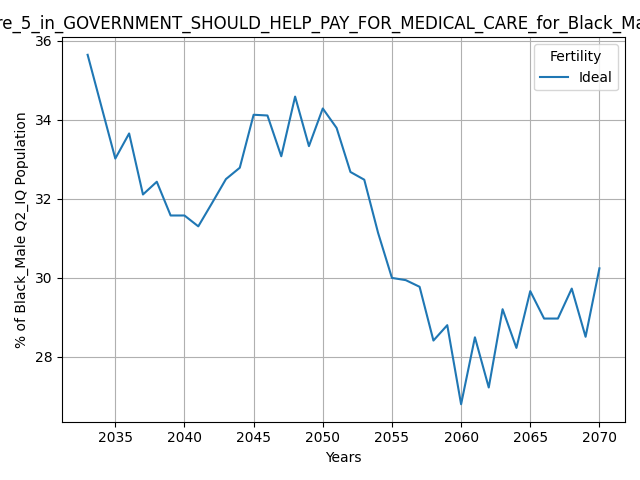 re_5_in_GOVERNMENT_SHOULD_HELP_PAY_FOR_MEDICAL_CARE_for_Black_Ma
Fertility
Ideal
% of Black_Male Q2_IQ Population
36
34
32
30
28
2035 2040 2045 2050 2055 2060 2065 2070
Years